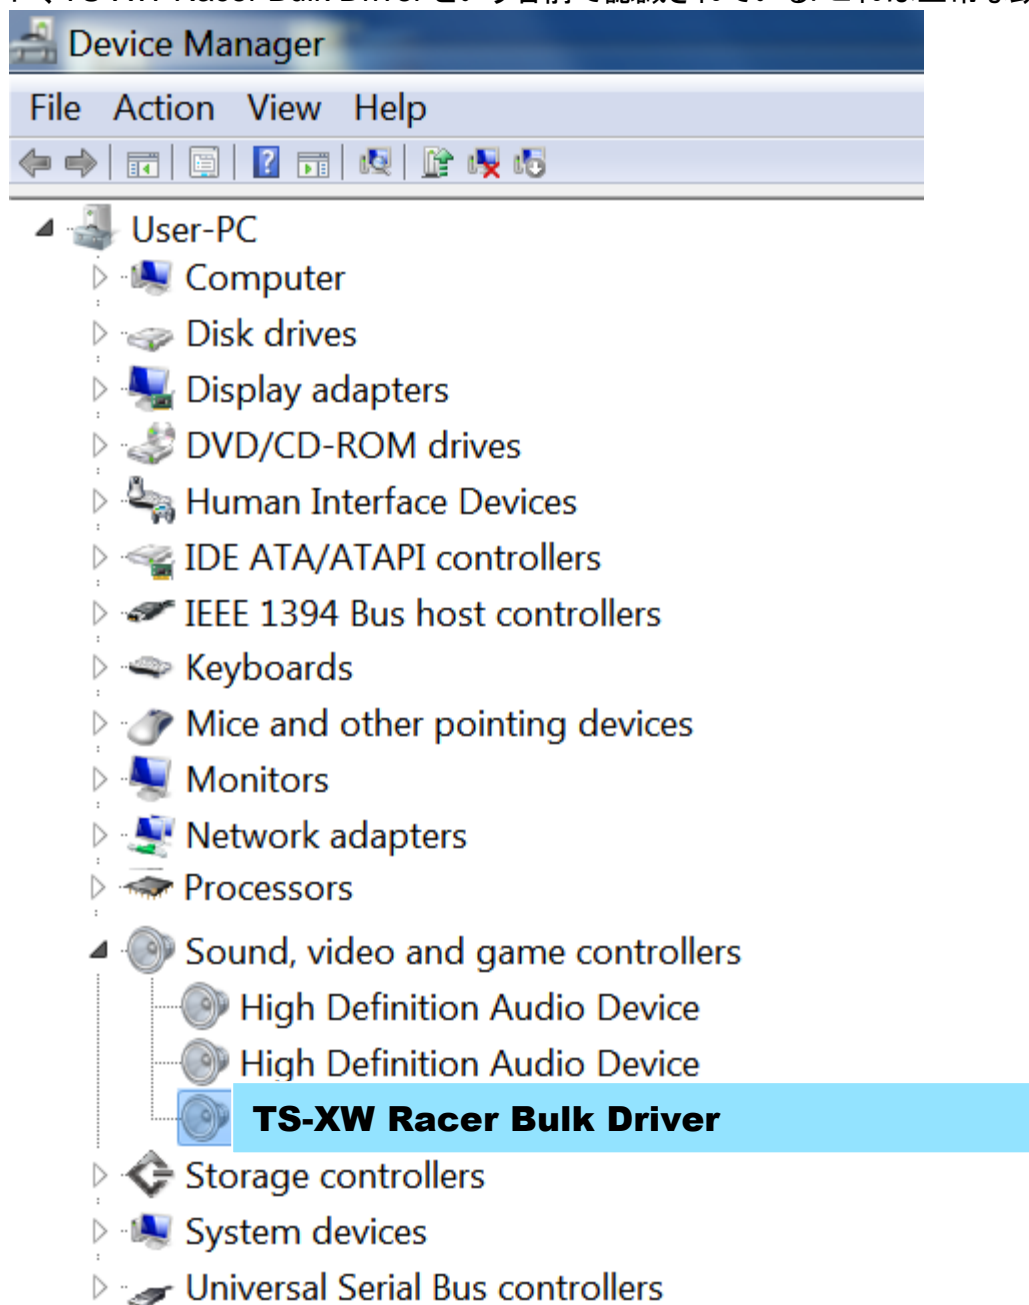 Device Manager
File Action View Help
User-PC
Computer
Disk drives
Display adapters
DVD/CD-ROM drives
Human Interface Devices
IDE ATA/ATAPI controllers
IEEE 1394 Bus host controllers
Keyboards
Mice and other pointing devices
Monitors
Network adapters
Processors
Sound, video and game controllers
High Definition Audio Device
High Definition Audio Device
TS-XW Racer Bulk Driver
Storage controllers
System devices
Universal Serial Bus controllers